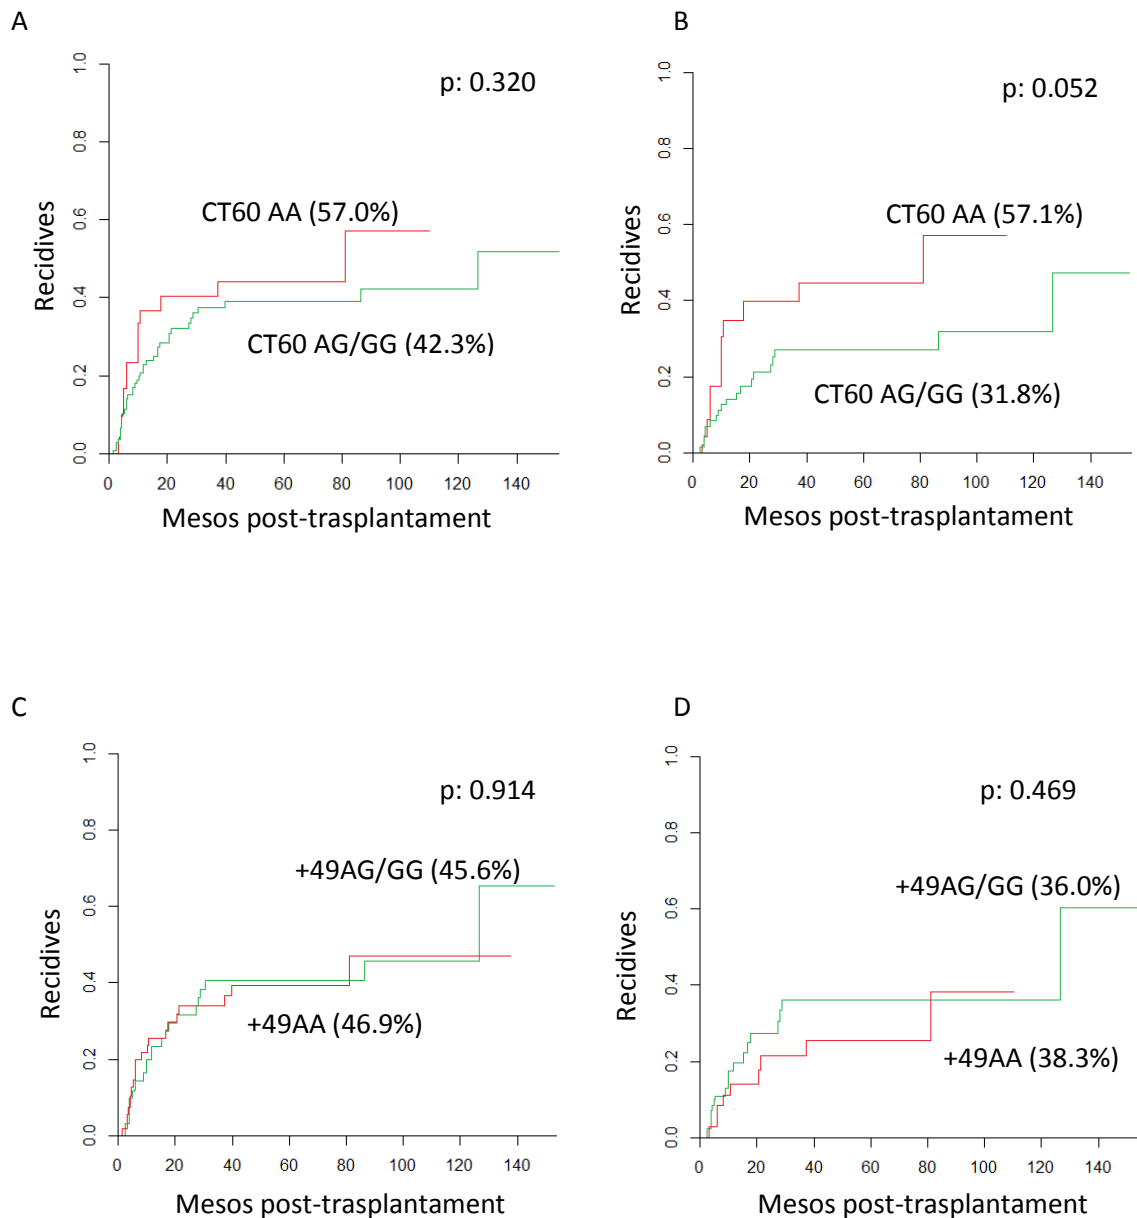 A
B
p: 0.320
p: 0.052
CT60 AA (57.0%)
CT60 AA (57.1%)
CT60 AG/GG (42.3%)
CT60 AG/GG (31.8%)
Recidives
Recidives
0.0 0.2 0.4 0.6 0.8 1.0
0.0 0.2 0.4 0.6 0.8 1.0
0 20 40 60 80 100 120 140
0 20 40 60 80 100 120 140
Mesos post-trasplantament
Mesos post-trasplantament
C
D
p: 0.914
p: 0.469
+49AG/GG (45.6%)
+49AG/GG (36.0%)
+49AA (46.9%)
+49AA (38.3%)
Recidives
Recidives
0.0 0.2 0.4 0.6 0.8 1.0
0.0 0.2 0.4 0.6 0.8 1.0
0 20 40 60 80 100 120 140
0 20 40 60 80 100 120 140
Mesos post-trasplantament
Mesos post-trasplantament